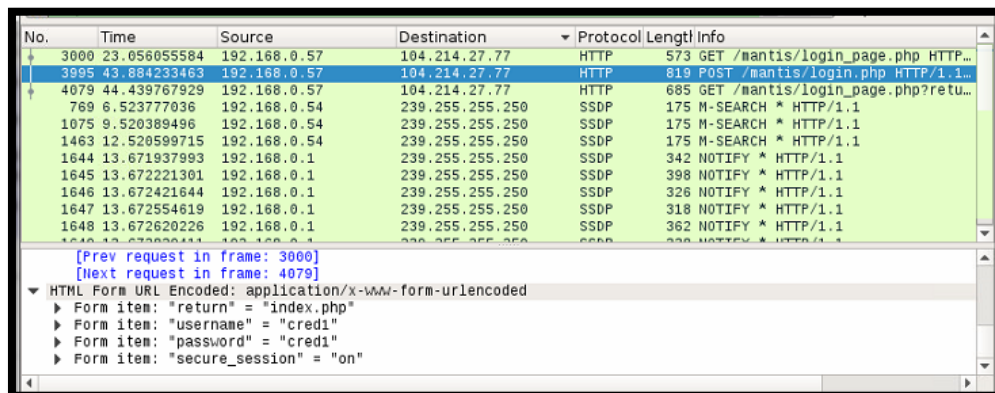 No. Time Source Destination Protocol Length Info
3000 23.056055584 192.168.0.57 104.214.27.77 HTTP 573 GET /mantis/login_page.php HTTP…
3995 43.884233463 192.168.0.57 104.214.27.77 HTTP 819 POST /mantis/login.php HTTP/1.1…
4079 44.439767929 192.168.0.57 104.214.27.77 HTTP 685 GET /mantis/login_page.php?retu…
769 6.523777036 192.168.0.54 239.255.255.250 SSDP 175 M-SEARCH * HTTP/1.1
1075 9.520389496 192.168.0.54 239.255.255.250 SSDP 175 M-SEARCH * HTTP/1.1
1463 12.520599715 192.168.0.54 239.255.255.250 SSDP 175 M-SEARCH * HTTP/1.1
1644 13.671937993 192.168.0.1 239.255.255.250 SSDP 342 NOTIFY * HTTP/1.1
1645 13.672221301 192.168.0.1 239.255.255.250 SSDP 398 NOTIFY * HTTP/1.1
1646 13.672421644 192.168.0.1 239.255.255.250 SSDP 326 NOTIFY * HTTP/1.1
1647 13.672554619 192.168.0.1 239.255.255.250 SSDP 318 NOTIFY * HTTP/1.1
1648 13.672620226 192.168.0.1 239.255.255.250 SSDP 362 NOTIFY * HTTP/1.1
[Prev request in frame: 3000]
[Next request in frame: 4079]
HTML Form URL Encoded: application/x-www-form-urlencoded
Form item: "return" = "index.php"
Form item: "username" = "cred1"
Form item: "password" = "cred1"
Form item: "secure_session" = "on"